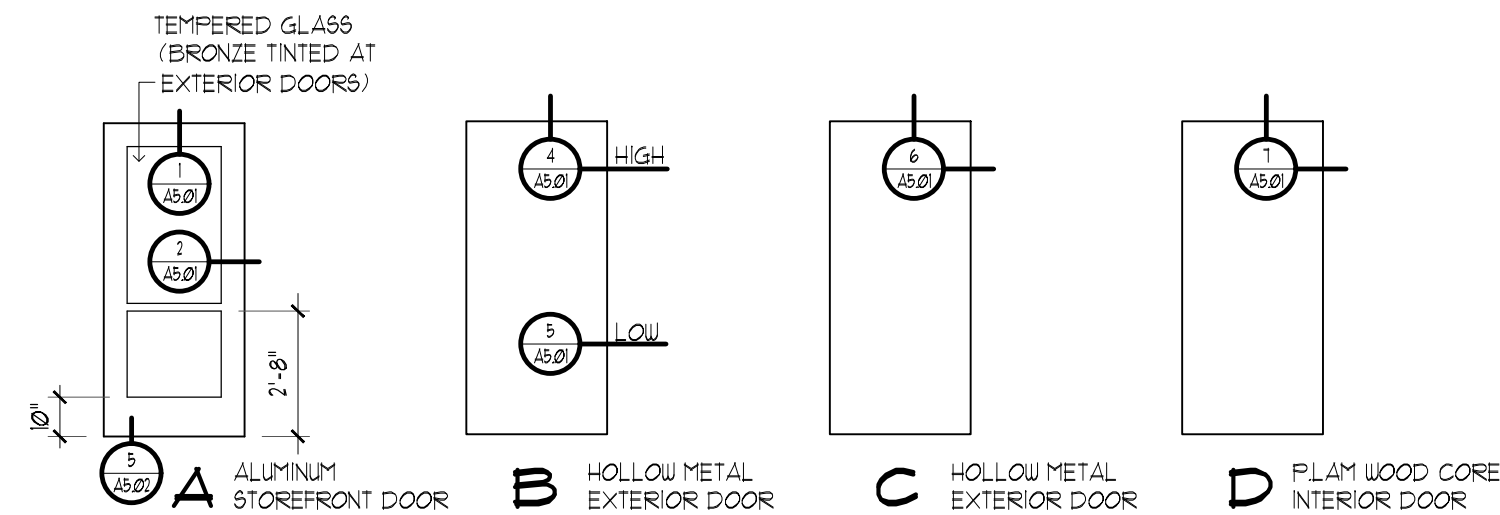 TEMPERED GLASS
(BRONZE TINTED AT
EXTERIOR DOORS)
1
A5.01
2
A5.01
2'-8"
10"
5
A5.02
A
ALUMINUM
STOREFRONT DOOR
4
A5.01
HIGH
5
A5.01
LOW
B
HOLLOW METAL
EXTERIOR DOOR
6
A5.01
C
HOLLOW METAL
EXTERIOR DOOR
7
A5.01
D
P.LAM WOOD CORE
INTERIOR DOOR